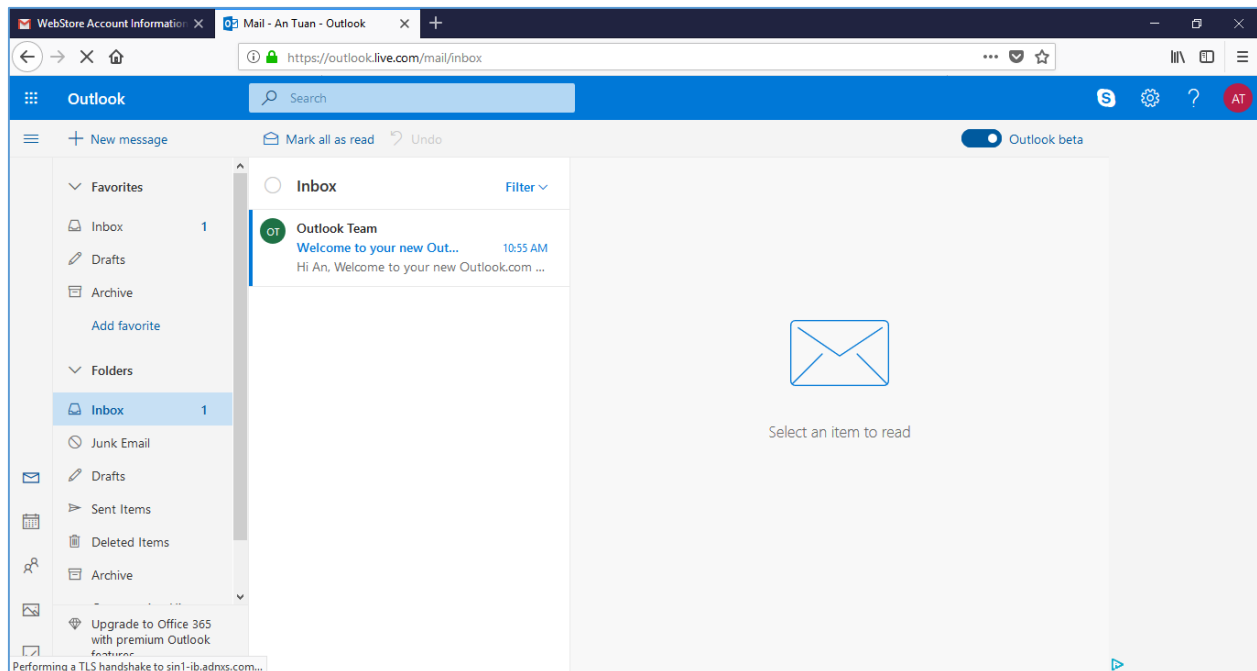 WebStore Account Information
Mail - An Tuan - Outlook
https://outlook.live.com/mail/inbox
Outlook
Search
S
?
AT
New message
Mark all as read
Undo
Outlook beta
Favorites
Inbox 1
Drafts
Archive
Add favorite
Folders
Inbox 1
Junk Email
Drafts
Sent Items
Deleted Items
Archive
Upgrade to Office 365
with premium Outlook
features
Performing a TLS handshake to sin1-ib.adnxs.com...
Inbox
Filter
OT
Outlook Team
Welcome to your new Out... 10:55 AM
Hi An, Welcome to your new Outlook.com ...
Select an item to read